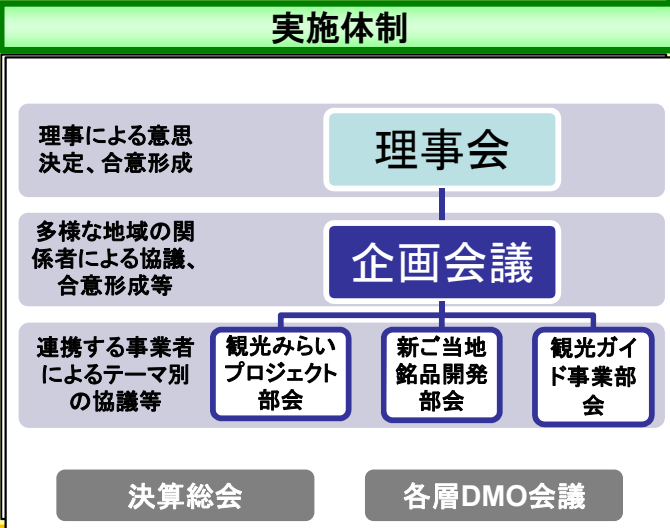 実施体制
理事による意思
決定、合意形成
理事会
多様な地域の関
係者による協議、
合意形成等
企画会議
連携する事業者
によるテーマ別
の協議等
観光みらい
プロジェクト
部会
新ご当地
銘品開発
部会
観光ガイ
ド事業部
会
決算総会
各層DMO会議